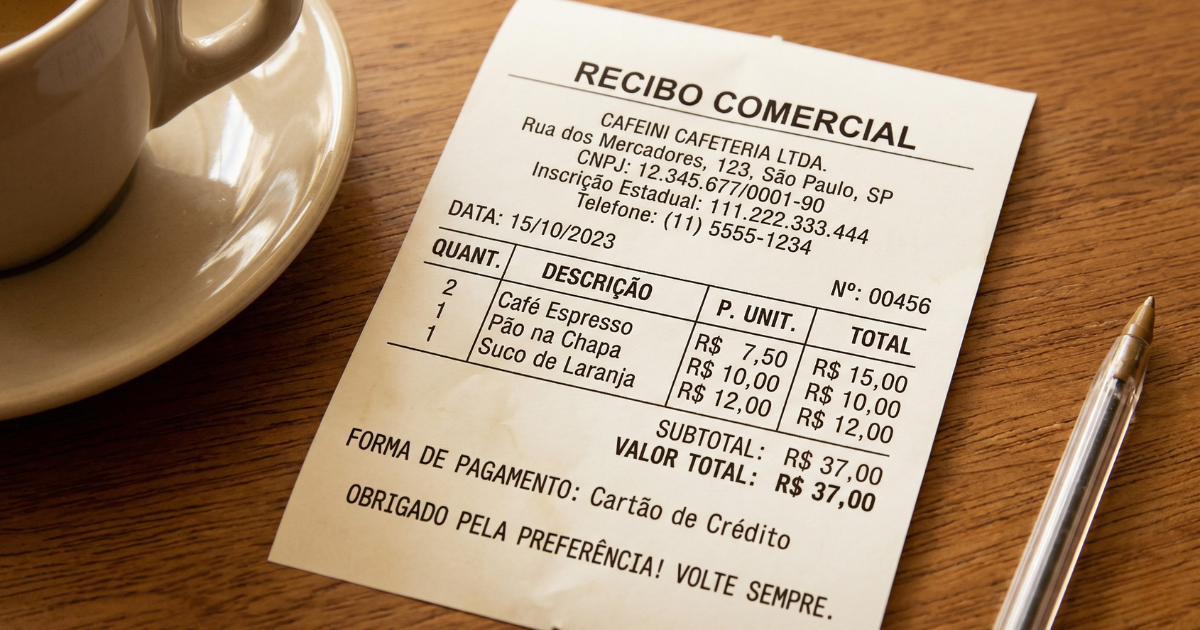 RECIBO COMERCIAL
CAFEINI CAFETERIA LTDA.
Rua dos Mercadores, 123, São Paulo, SP
CNPJ: 12.345.677/0001-90
Inscrição Estadual: 111.222.333.444
Telefone: (11) 5555-1234
DATA: 15/10/2023 Nº: 00456
QUANT. DESCRIÇÃO P. UNIT. TOTAL
2 Café Espresso R$ 7,50 R$ 15,00
1 Pão na Chapa R$ 10,00 R$ 10,00
1 Suco de Laranja R$ 12,00 R$ 12,00
SUBTOTAL: R$ 37,00
VALOR TOTAL: R$ 37,00
FORMA DE PAGAMENTO: Cartão de Crédito
OBRIGADO PELA PREFERÊNCIA! VOLTE SEMPRE.